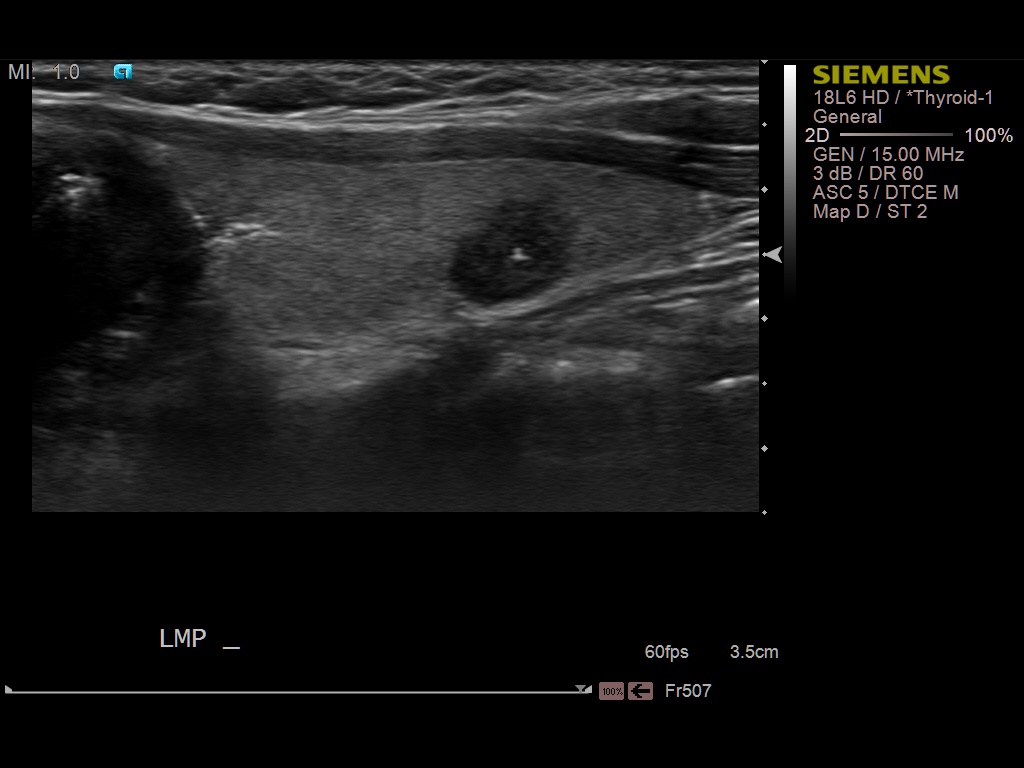 MI: 1.0
SIEMENS
18L6 HD / *Thyroid-1
General
2D 100%
GEN / 15.00 MHz
3 dB / DR 60
ASC 5 / DTCE M
Map D / ST 2
LMP _
60fps 3.5cm
100% Fr507